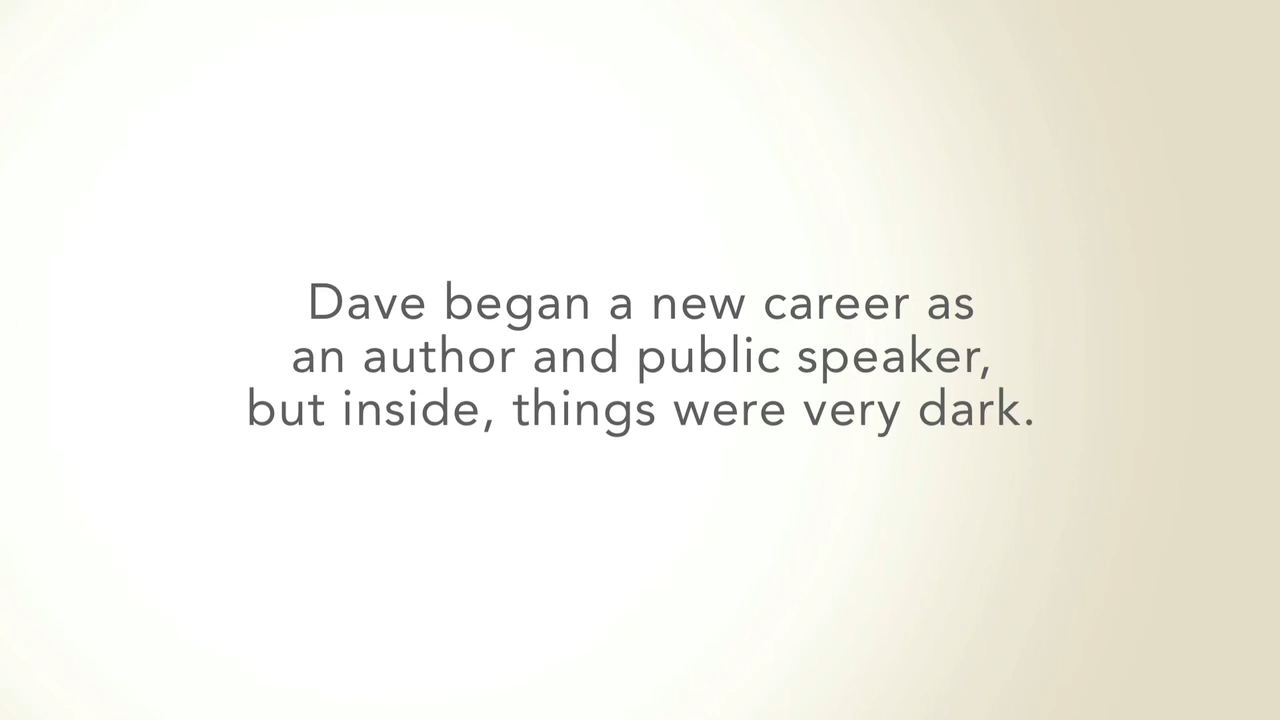 Dave began a new career as
an author and public speaker,
but inside, things were very dark.